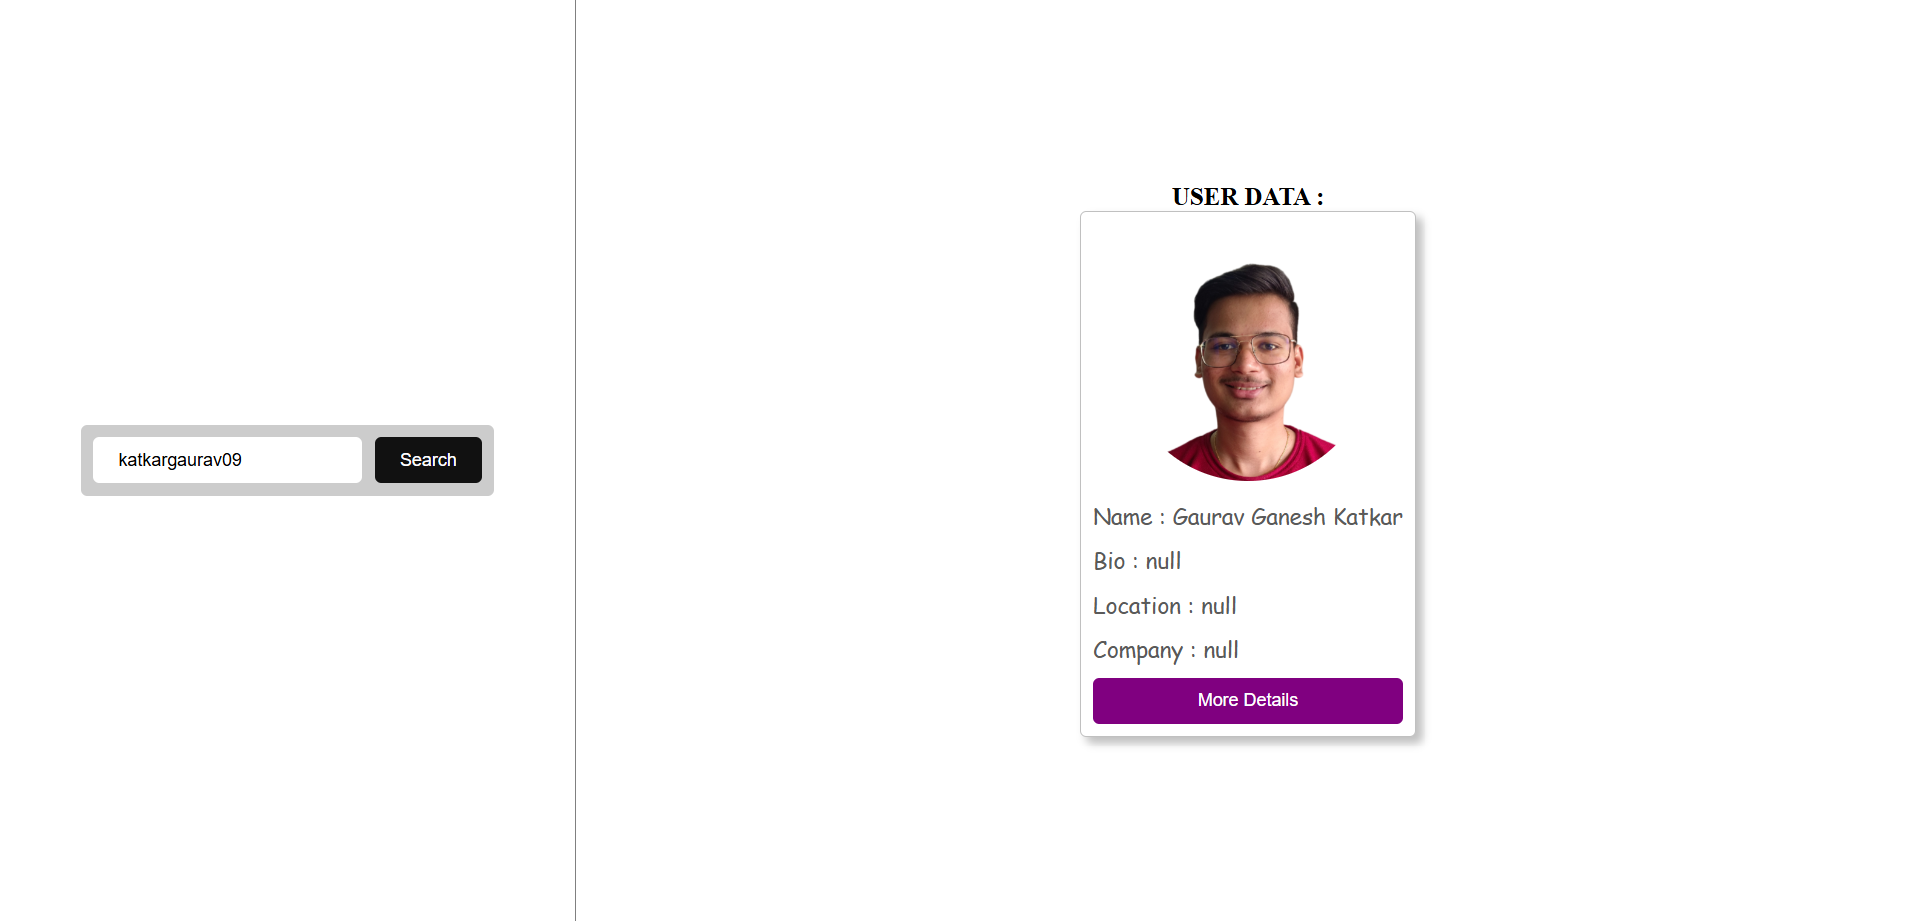 katkargaurav09
Search
USER DATA :
Name : Gaurav Ganesh Katkar
Bio : null
Location : null
Company : null
More Details